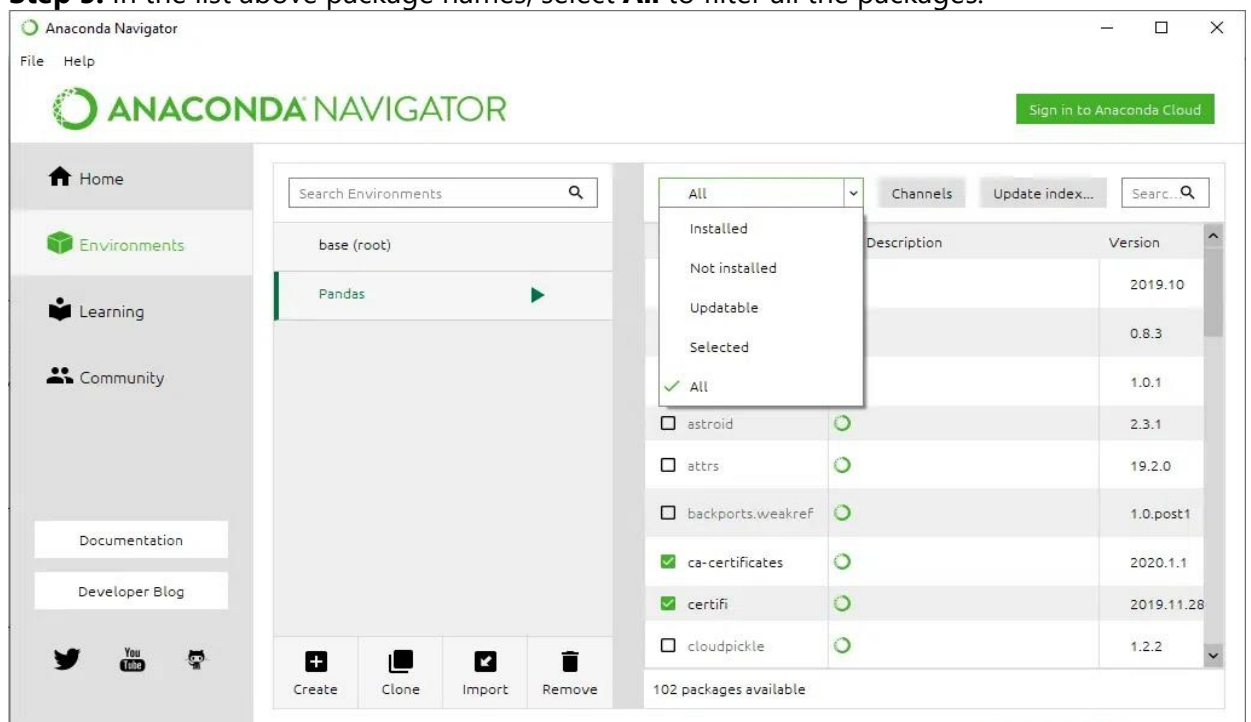 Step 5: In the list above package names, select All to filter all the packages.
Anaconda Navigator
File Help
ANACONDA NAVIGATOR
Sign in to Anaconda Cloud
Home
Environments
Learning
Community
Documentation
Developer Blog
You
Tube
Search Environments
base (root)
Pandas
Create Clone Import Remove
All
Channels
Update index...
Searc...
Installed
Not installed
Updatable
Selected
All
Description Version
2019.10
0.8.3
1.0.1
astroid 2.3.1
attrs 19.2.0
backports.weakref 1.0.post1
ca-certificates 2020.1.1
certifi 2019.11.28
cloudpickle 1.2.2
102 packages available